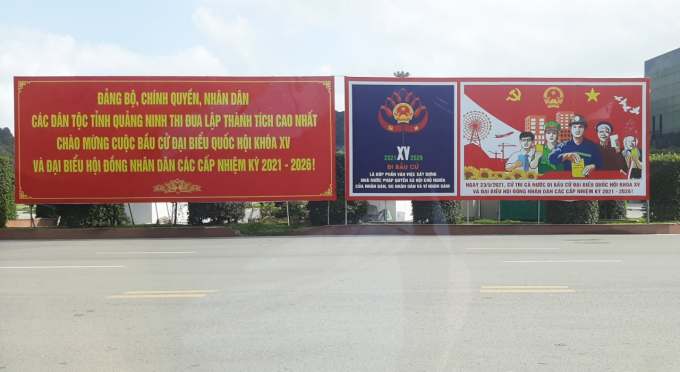 ĐẢNG BỘ, CHÍNH QUYỀN, NHÂN DÂN
CÁC DÂN TỘC TỈNH QUẢNG NINH THI ĐUA LẬP THÀNH TÍCH CAO NHẤT
CHÀO MỪNG CUỘC BẦU CỬ ĐẠI BIỂU QUỐC HỘI KHÓA XV
VÀ ĐẠI BIỂU HỘI ĐỒNG NHÂN DÂN CÁC CẤP NHIỆM KỲ 2021 - 2026!
XV
2021 2026
ĐI BẦU CỬ
LÀ GÓP PHẦN VÀO VIỆC XÂY DỰNG
NHÀ NƯỚC PHÁP QUYỀN XÃ HỘI CHỦ NGHĨA
CỦA NHÂN DÂN, DO NHÂN DÂN VÀ VÌ NHÂN DÂN!
NGÀY 23/5/2021, CỬ TRI CẢ NƯỚC ĐI BẦU CỬ ĐẠI BIỂU QUỐC HỘI KHÓA XV
VÀ ĐẠI BIỂU HỘI ĐỒNG NHÂN DÂN CÁC CẤP NHIỆM KỲ 2021 - 2026!